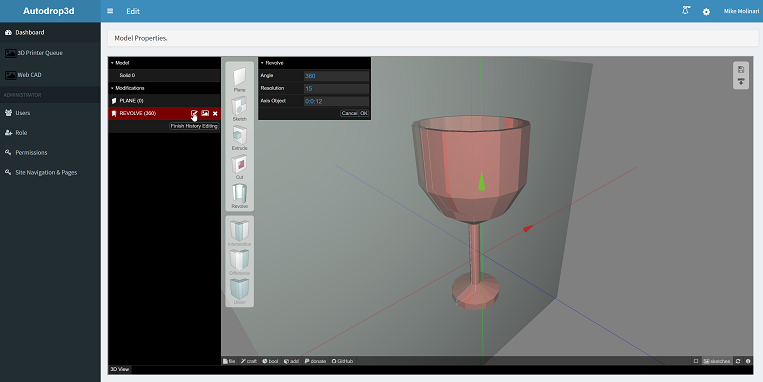 Autodrop3d
Edit
Mike Molinari
Dashboard
3D Printer Queue
Web CAD
ADMINISTRATOR
Users
Role
Permissions
Site Navigation & Pages
Model Properties.
Model
Solid 0
Modifications
PLANE (0)
REVOLVE (360)
Finish History Editing
Plane
Sketch
Extrude
Cut
Revolve
Intersection
Difference
Union
Revolve
Angle 360
Resolution 15
Axis Object 0:0:12
Cancel OK
file craft bool add donate GitHub
sketches
3D View